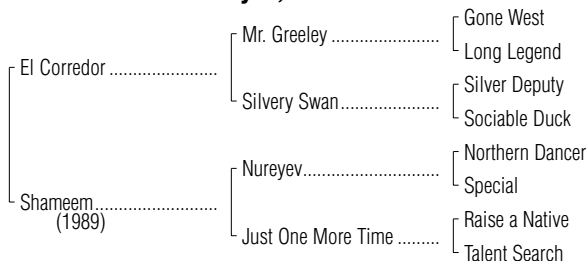 Gone West
Mr. Greeley ....................
Long Legend
El Corredor ....................
Silver Deputy
Silvery Swan....................
Sociable Duck
Northern Dancer
Nureyev.........................
Special
Shameem.........................
(1989)
Raise a Native
Just One More Time .........
Talent Search